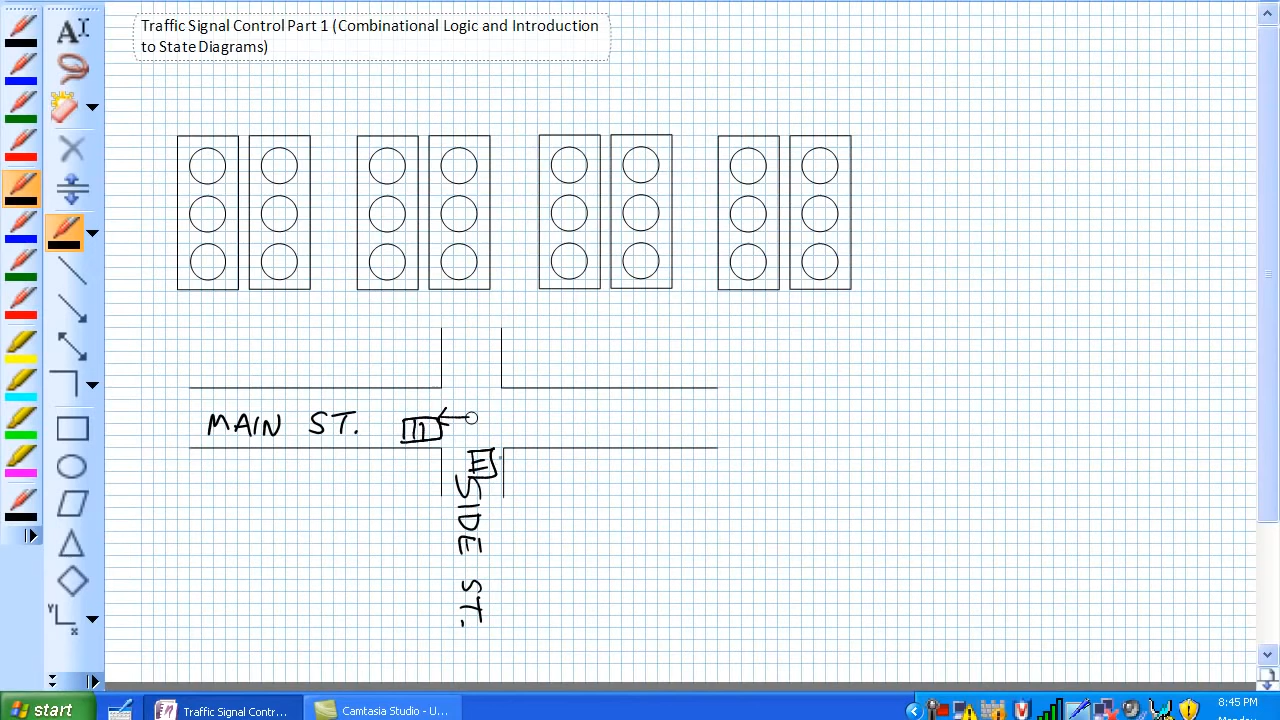 Traffic Signal Control Part 1 (Combinational Logic and Introduction
to State Diagrams)
MAIN ST.
SIDE ST.
start
Traffic Signal Contr...
Camtasia Studio - U...
8:45 PM